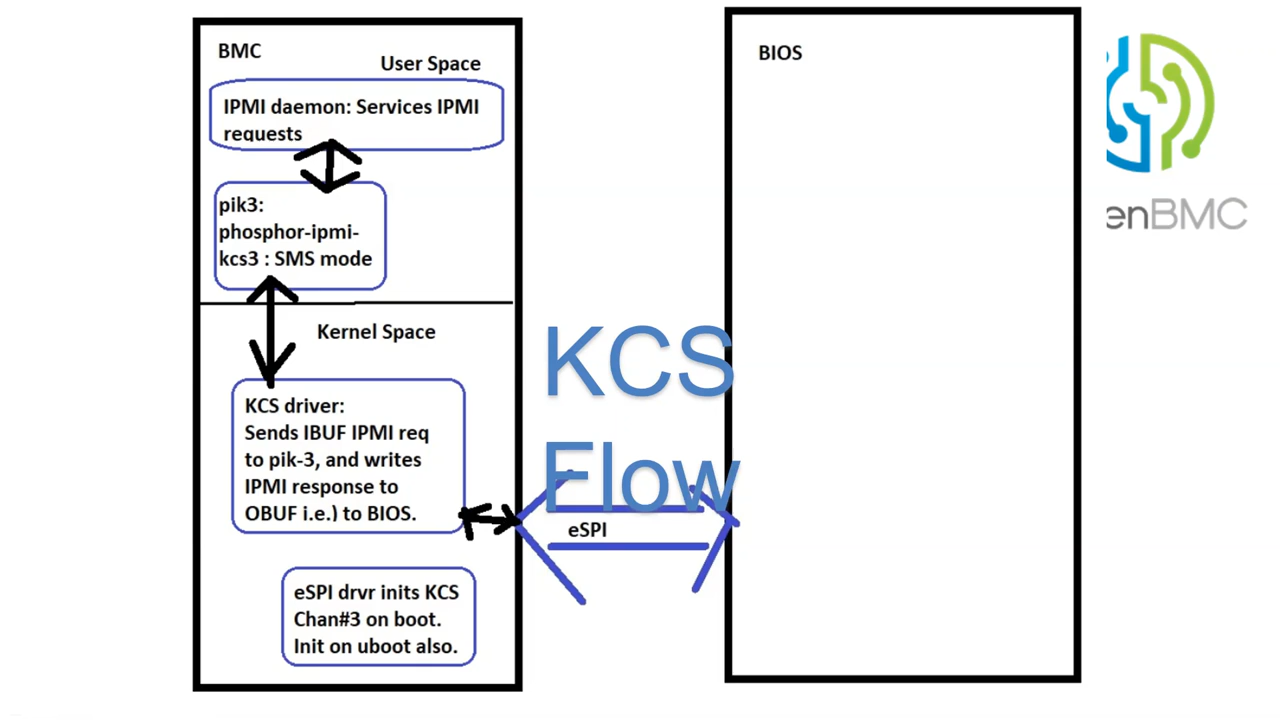 BMC
User Space
IPMI daemon: Services IPMI
requests
pik3:
phosphor-ipmi-
kcs3 : SMS mode
Kernel Space
KCS driver:
Sends IBUF IPMI req
to pik-3, and writes
IPMI response to
OBUF i.e.) to BIOS.
eSPI drvr inits KCS
Chan#3 on boot.
Init on uboot also.
KCS
Flow
eSPI
BIOS
enBMC